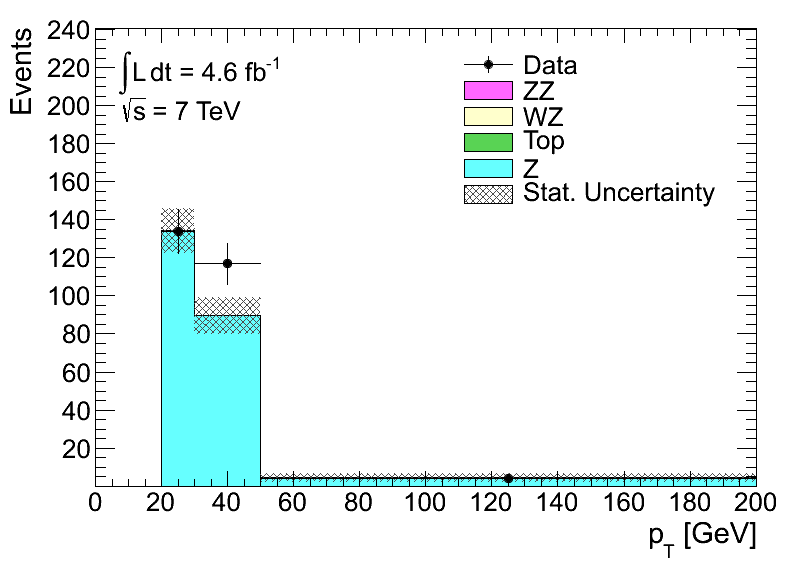 Events
240
220
200
180
160
140
120
100
80
60
40
20
∫L dt = 4.6 fb⁻¹
√s = 7 TeV
Data
ZZ
WZ
Top
Z
Stat. Uncertainty
0 20 40 60 80 100 120 140 160 180 200
p_T [GeV]